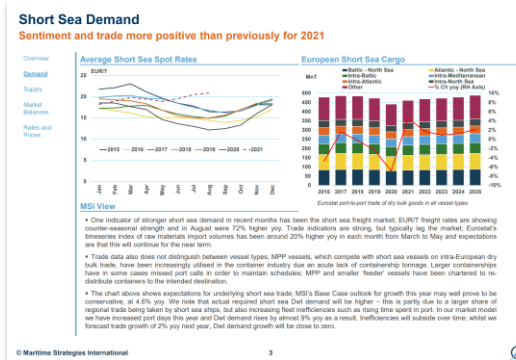 Short Sea Demand
Sentiment and trade more positive than previously for 2021
Overview
Demand
Supply
Market
Balances
Rates and
Prices
Average Short Sea Spot Rates
EUR/T
25
20
15
10
5
0
2015 2016 2017 2018 2019 2020 2021
Jan Feb Mar Apr May Jun Jul Aug Sep Oct Nov Dec
European Short Sea Cargo
MnT
Baltic - North Sea
Atlantic - North Sea
Intra-Baltic
Intra-Mediterranean
Intra-Atlantic
Intra-North Sea
Other
% Ch yoy (RH Axis)
500
450
400
350
300
250
200
150
100
50
0
10%
8%
6%
4%
2%
0%
-2%
-4%
-6%
-8%
-10%
2016 2017 2018 2019 2020 2021 2022 2023 2024 2025
Eurostat port-to-port trade of dry bulk goods in all vessel types
MSI View
• One indicator of stronger short sea demand in recent months has been the short sea freight market; EUR/T freight rates are showing
counter-seasonal strength and in August were 72% higher yoy. Trade indicators are strong, but typically lag the market; Eurostat's
timeseries index of raw materials import volumes has been around 20% higher yoy in each month from March to May and expectations
are that this will continue for the near term.
• Trade data also does not distinguish between vessel types; MPP vessels, which compete with short sea vessels on intra-European dry
bulk trade, have been increasingly utilised in the container industry due an acute lack of containership tonnage. Larger containerships
have in some cases missed port calls in order to maintain schedules; MPP and smaller 'feeder' vessels have been chartered to re-
distribute containers to the intended destination.
• The chart above shows expectations for underlying short sea trade; MSI's Base Case outlook for growth this year may well prove to be
conservative, at 4.6% yoy. We note that actual required short sea Dwt demand will be higher – this is partly due to a larger share of
regional trade being taken by short sea ships, but also increasing fleet inefficiencies such as rising time spent in port. In our market model
we have increased port days this year and Dwt demand rises by almost 9% yoy as a result. Inefficiencies will subside over time; whilst we
forecast trade growth of 2% yoy next year, Dwt demand growth will be close to zero.
© Maritime Strategies International
3